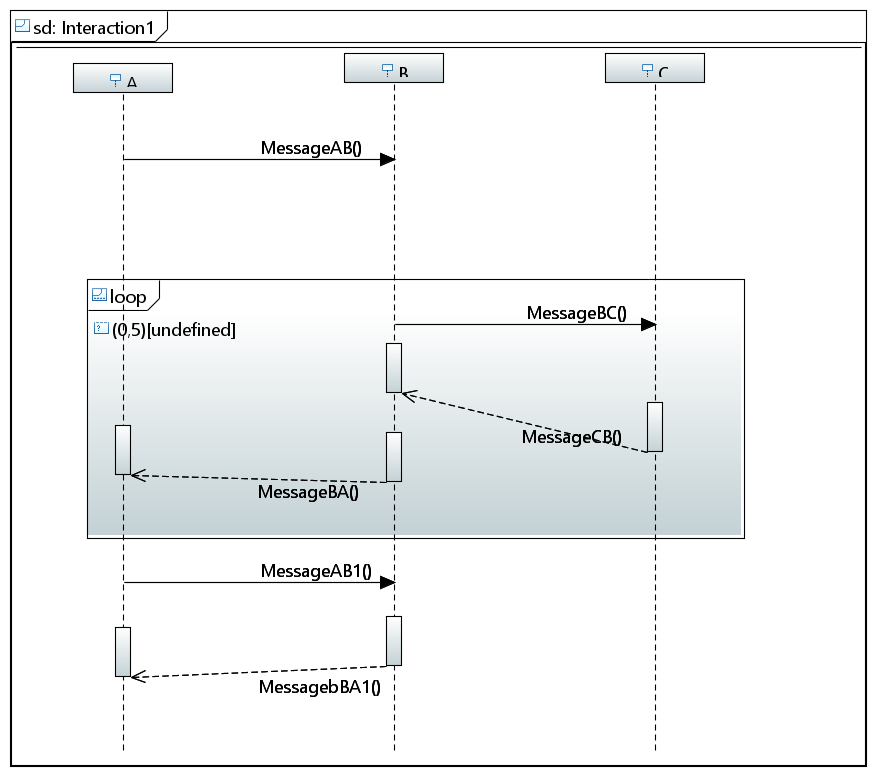 sd: Interaction1
A
B
C
MessageAB()
loop
MessageBC()
(0,5)[undefined]
MessageCB()
MessageBA()
MessageAB1()
MessagebBA1()